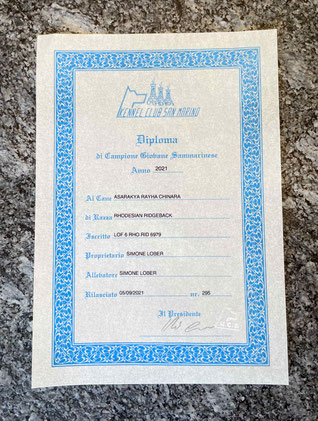 KENNEL CLUB SAN MARINO
Diploma
di Campione Giovane Sammarinese
Anno 2021
Al Cane ASARAKYA RAYHA CHINARA
di Razza RHODESIAN RIDGEBACK
Iscritto LOF 6 RHO.RID 6979
Proprietario SIMONE LOBER
Allevatore SIMONE LOBER
Rilasciato 05/09/2021 nr. 295
Il Presidente